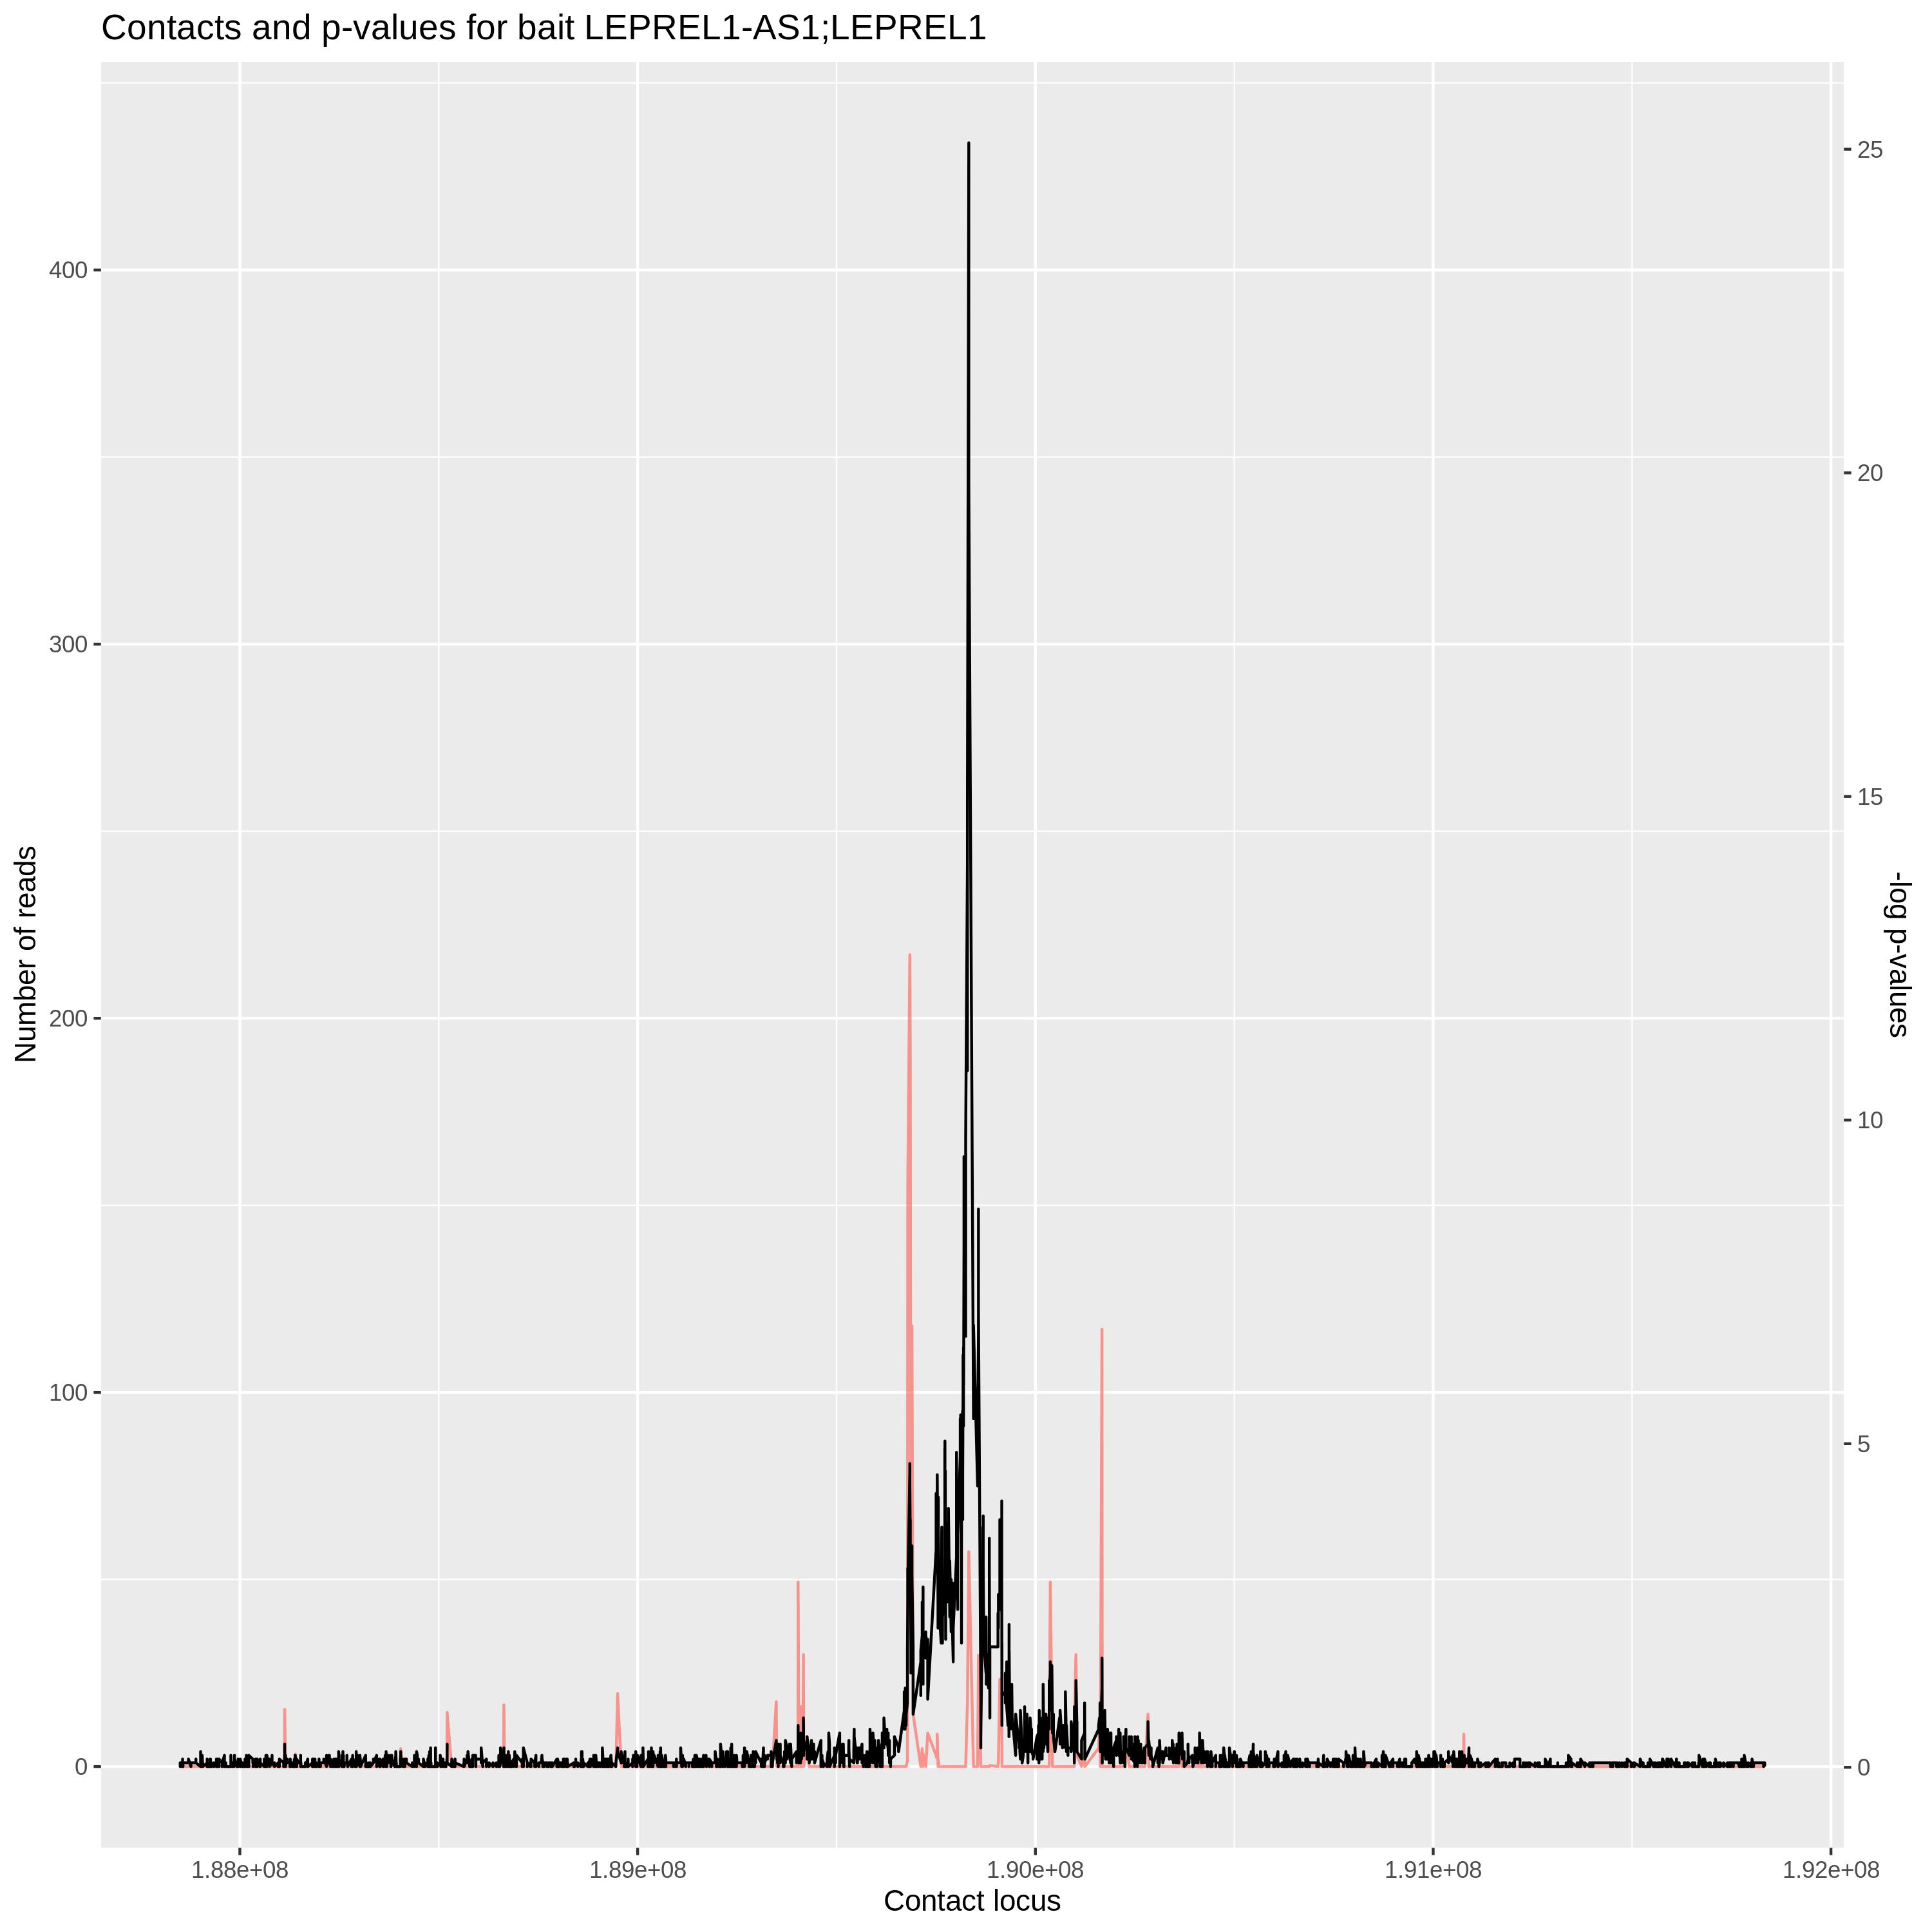 Contacts and p-values for bait LEPREL1-AS1;LEPREL1
Number of reads
400
300
200
100
0
25
20
15
10
5
0
-log p-values
1.88e+08
1.89e+08
1.90e+08
1.91e+08
1.92e+08
Contact locus